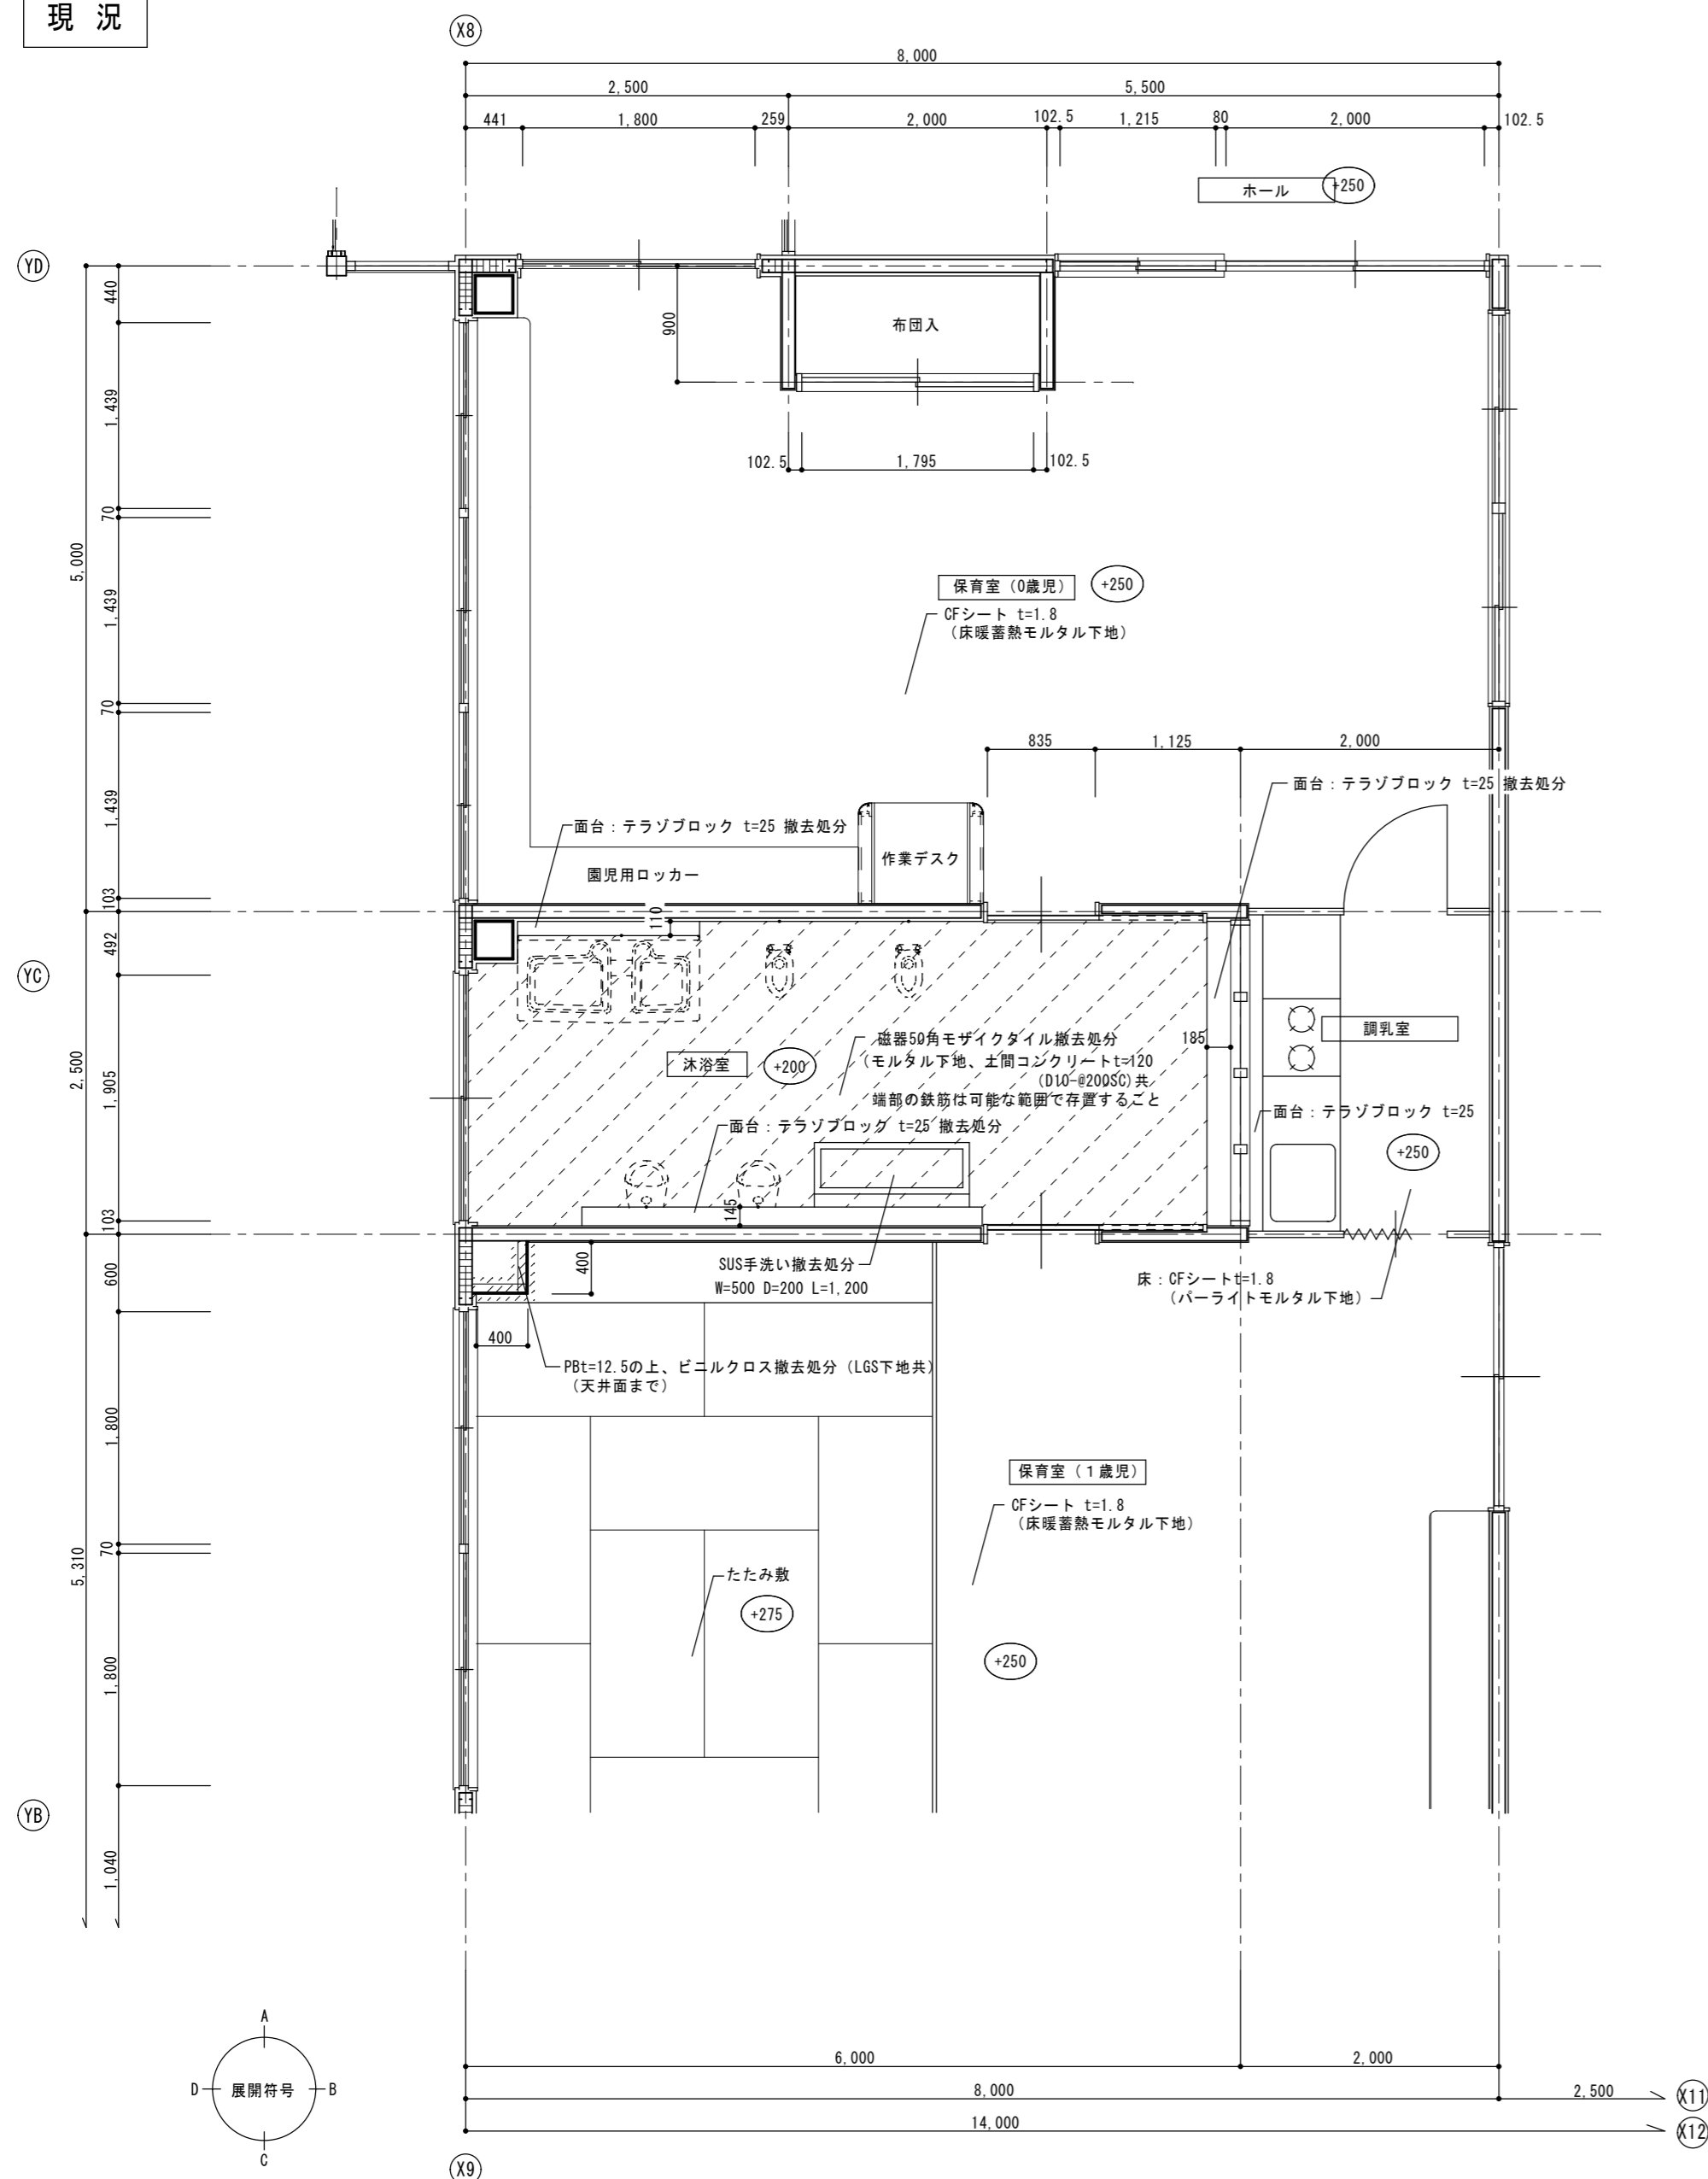 現 況
X8
8,000
2,500
5,500
441
1,800
259
2,000
102.5
1,215
80
2,000
102.5
ホール
+250
YD
440
900
布団入
1,439
102.5
1,795
102.5
70
5,000
保育室（0歳児）
+250
CFシート t=1.8
（床暖蓄熱モルタル下地）
1,439
70
835
1,125
2,000
面台：テラゾブロック t=25 撤去処分
1,439
面台：テラゾブロック t=25 撤去処分
作業デスク
園児用ロッカー
103
110
492
YC
磁器50角モザイクタイル撤去処分
（モルタル下地、土間コンクリートt=120
(D10-@200SC)共
端部の鉄筋は可能な範囲で存置すること
185
調乳室
沐浴室
+200
2,500
1,905
面台：テラゾブロック t=25 撤去処分
面台：テラゾブロック t=25
+250
145
103
600
400
SUS手洗い撤去処分
W=500 D=200 L=1,200
床：CFシートt=1.8
（パーライトモルタル下地）
400
PBt=12.5の上、ビニルクロス撤去処分（LGS下地共）
（天井面まで）
1,800
保育室（１歳児）
CFシート t=1.8
（床暖蓄熱モルタル下地）
70
5,310
たたみ敷
+275
+250
1,800
YB
1,040
A
D
展開符号
B
C
6,000
2,000
8,000
2,500
X11
14,000
X12
X9